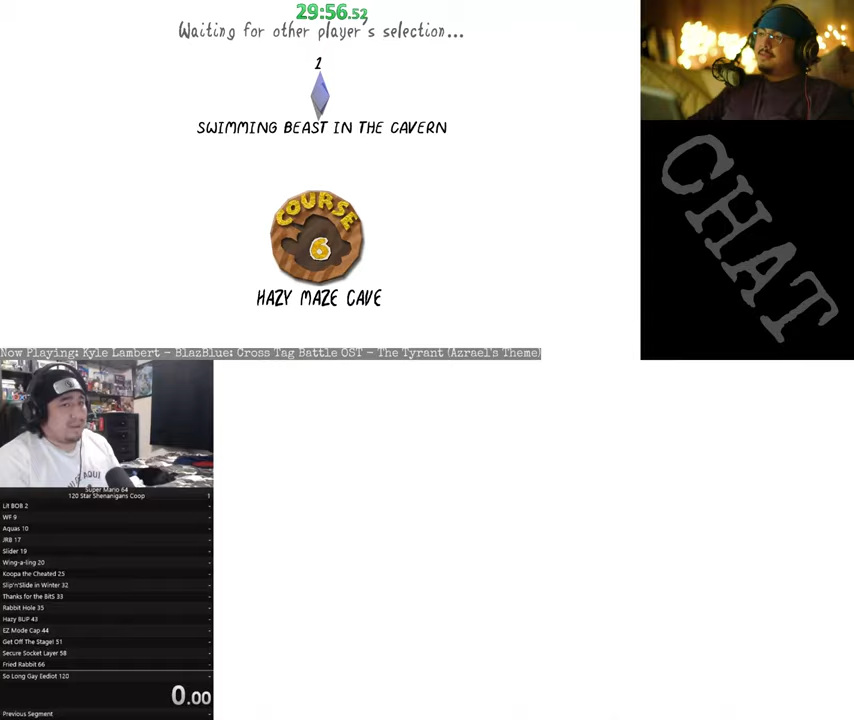 29:56.52
Waiting for other player's selection...
1
SWIMMING BEAST IN THE CAVERN
COURSE
6
HAZY MAZE CAVE
CHAT
Now Playing: Kyle Lambert - BlazBlue: Cross Tag Battle OST - The Tyrant (Azrael's Theme)
Super Mario 64
120 Star Shenanigans Coop 1
Lit BOB 2 -
WF 9 -
Aquas 10 -
JRB 17 -
Slider 19 -
Wing-a-ling 20 -
Koopa the Cheated 25 -
Slip'n'Slide in Winter 32 -
Thanks for the BitS 33 -
Rabbit Hole 35 -
Hazy BUP 43 -
EZ Mode Cap 44 -
Get Off The Stage! 51 -
Secure Socket Layer 58 -
Fried Rabbit 66 -
So Long Gay Eediot 120 -
0.00
Previous Segment -